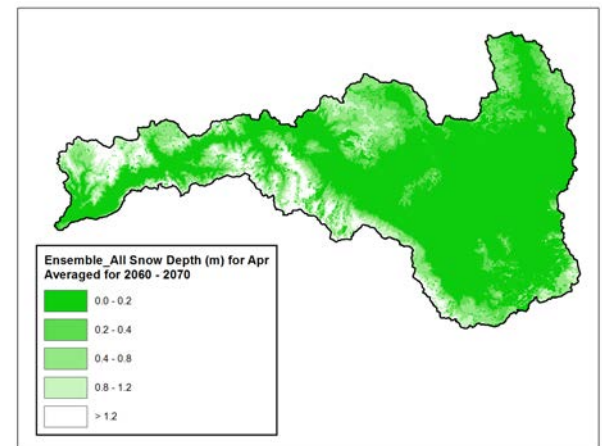 Ensemble_All Snow Depth (m) for Apr
Averaged for 2060 - 2070
0.0 - 0.2
0.2 - 0.4
0.4 - 0.8
0.8 - 1.2
> 1.2